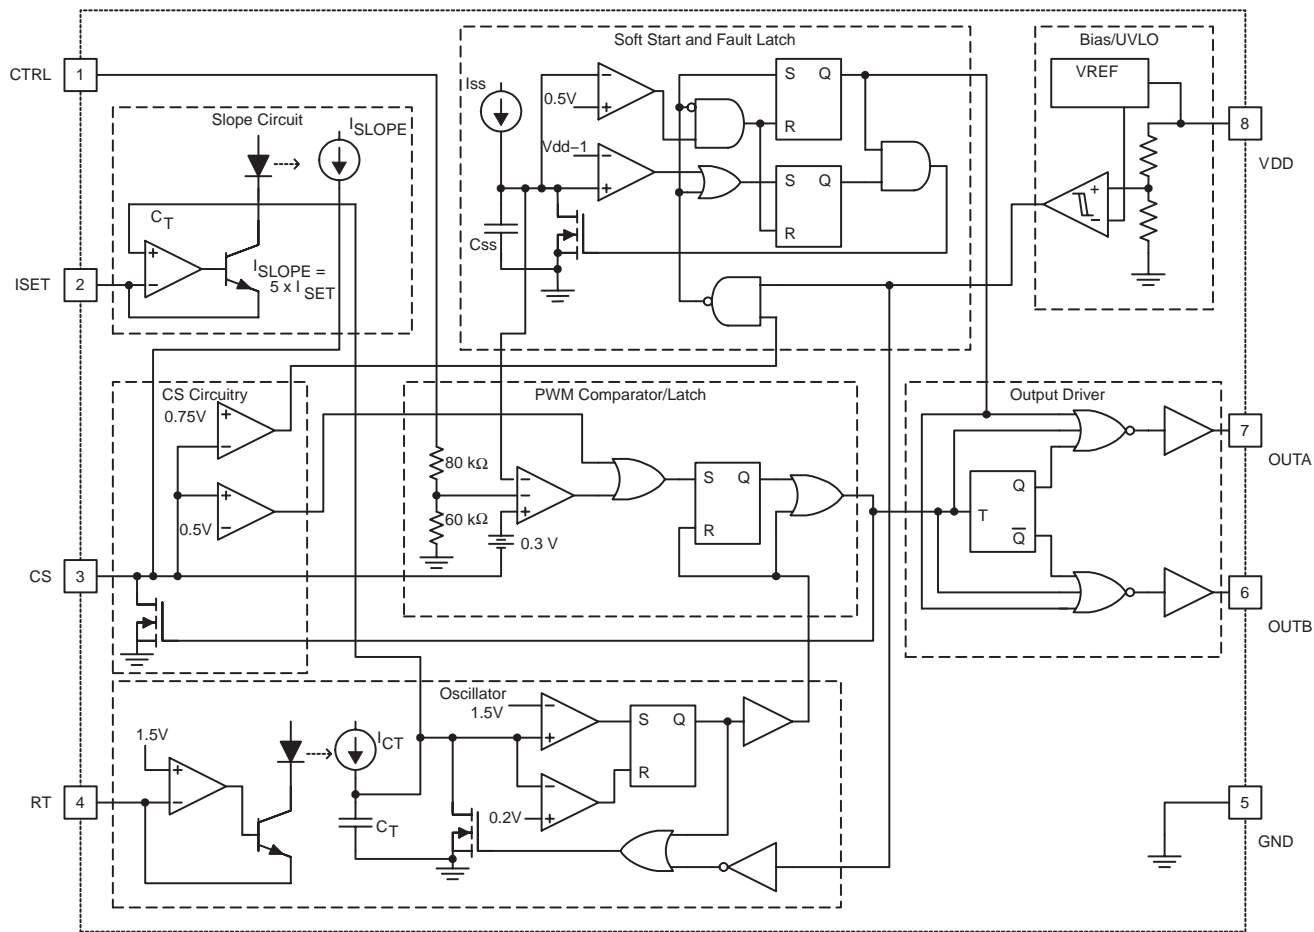 Soft Start and Fault Latch
Bias/UVLO
CTRL
1
Iss
0.5V
S
Q
R
VREF
8
VDD
Slope Circuit
ISLOPE
Vdd–1
S
Q
R
CT
Css
ISLOPE =
5 x ISET
ISET
2
CS Circuitry
0.75V
0.5V
PWM Comparator/Latch
80 kΩ
60 kΩ
0.3 V
S
Q
R
Output Driver
T
Q
Q̅
7
OUTA
CS
3
6
OUTB
Oscillator
1.5V
1.5V
ICT
S
Q
R
0.2V
CT
RT
4
5
GND